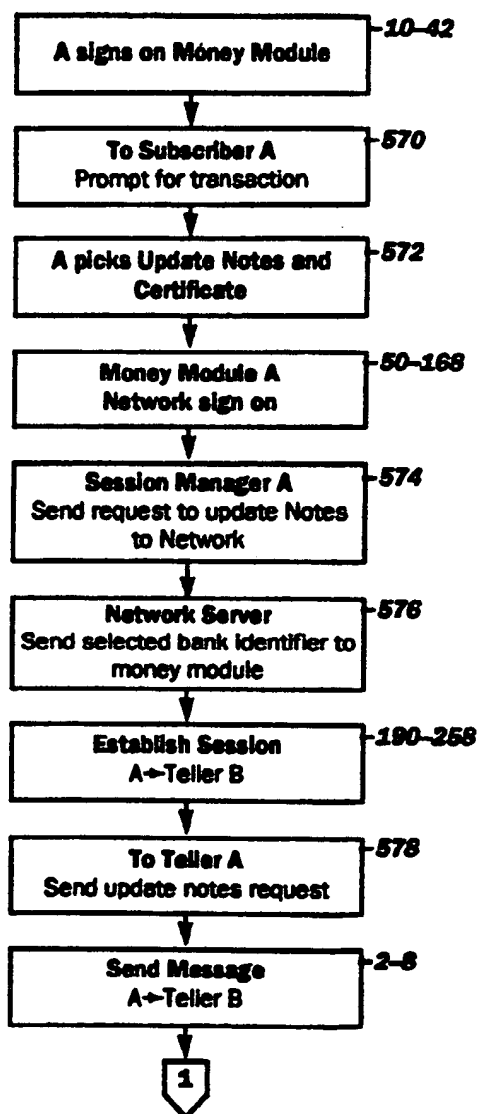 A signs on Money Module
10-42
To Subscriber A
570
Prompt for transaction
A picks Update Notes and
572
Certificate
Money Module A
50-168
Network sign on
Session Manager A
574
Send request to update Notes
to Network
Network Server
576
Send selected bank identifier to
money module
Establish Session
190-258
A→Teller B
To Teller A
578
Send update notes request
Send Message
2-8
A→Teller B
1